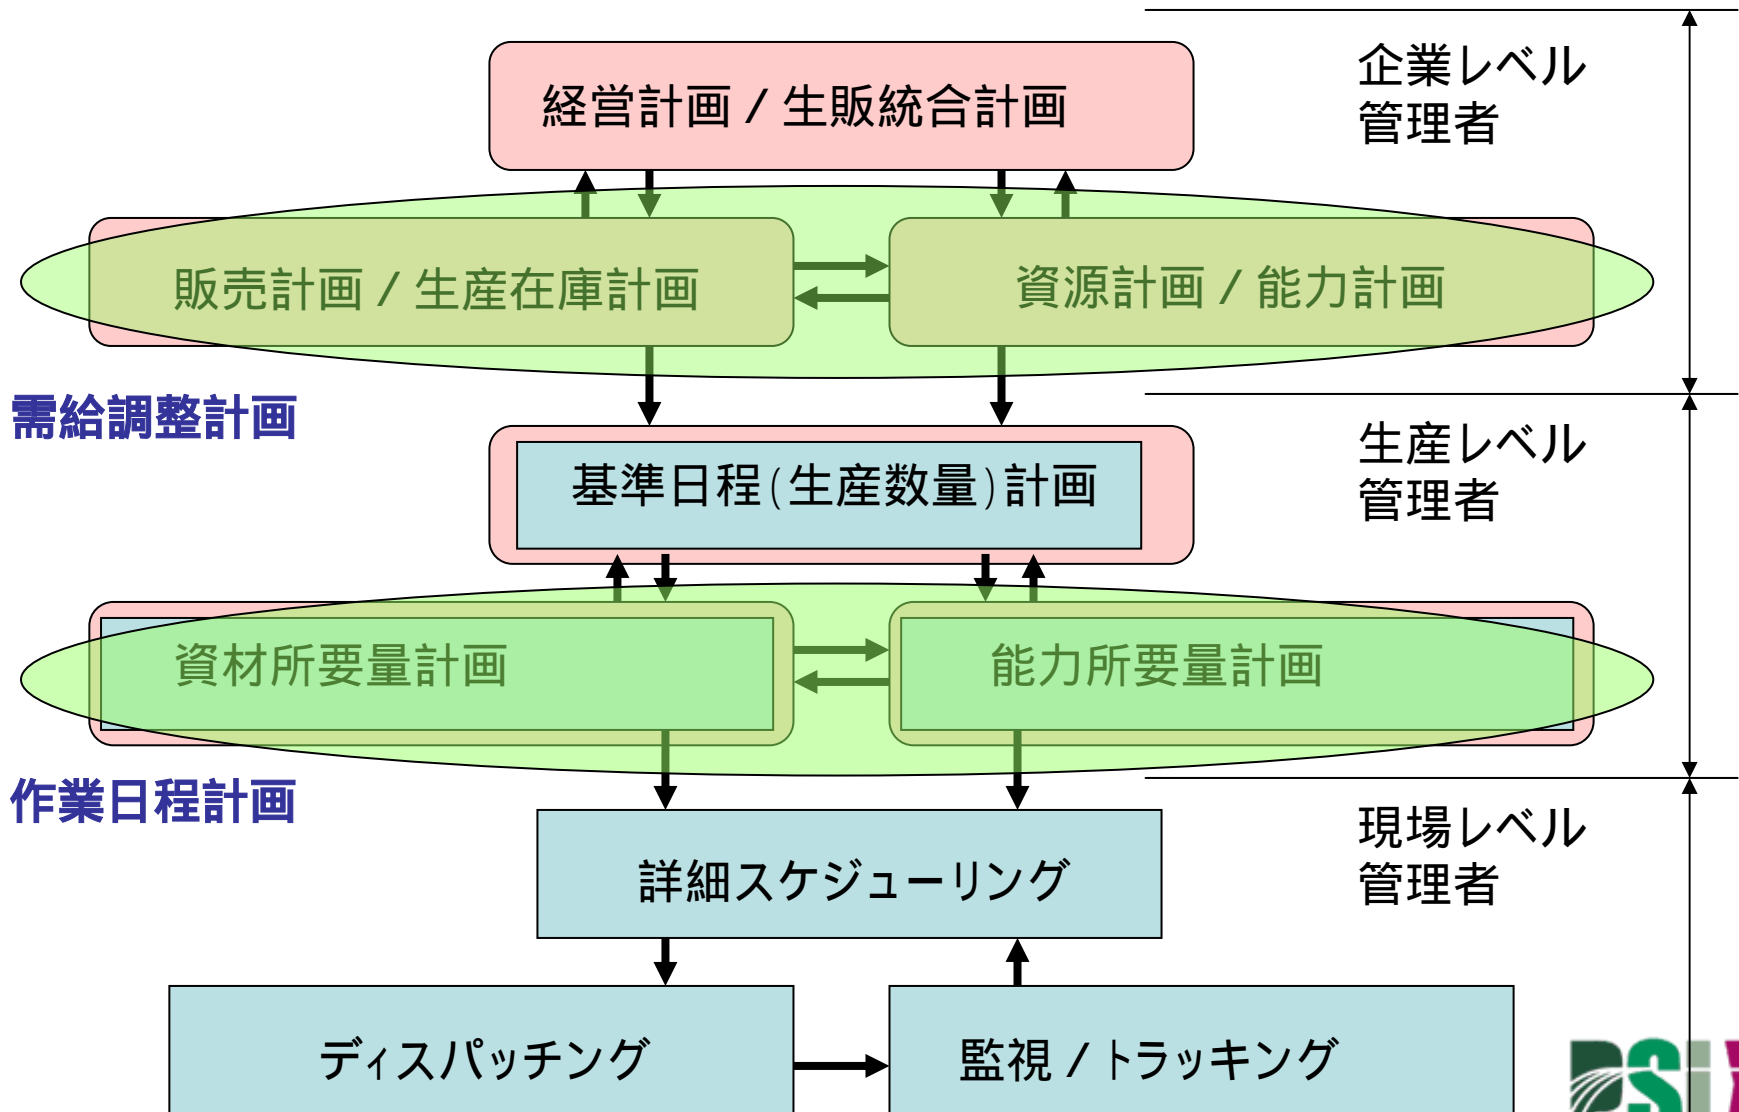 経営計画 / 生販統合計画
企業レベル
管理者
販売計画 / 生産在庫計画
資源計画 / 能力計画
需給調整計画
基準日程(生産数量)計画
生産レベル
管理者
資材所要量計画
能力所要量計画
作業日程計画
詳細スケジューリング
現場レベル
管理者
ディスパッチング
監視 / トラッキング